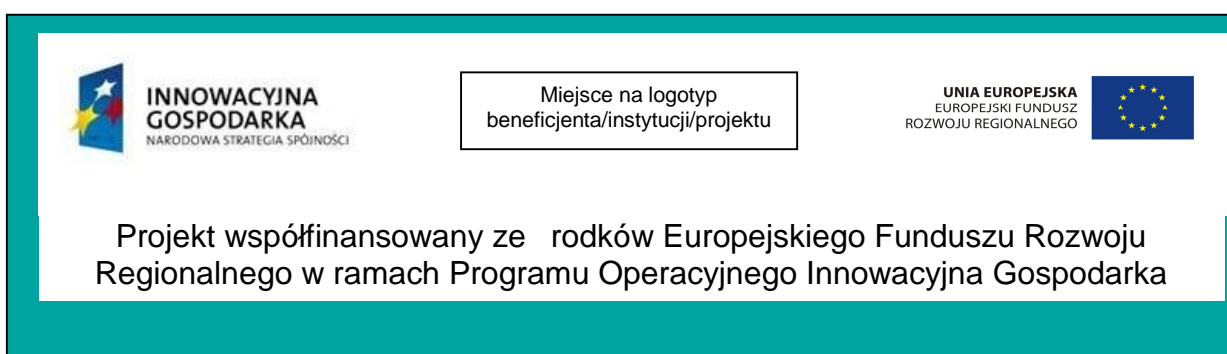 INNOWACYJNA
GOSPODARKA
NARODOWA STRATEGIA SPÓJNOŚCI
Miejsce na logotyp
beneficjenta/instytucji/projektu
UNIA EUROPEJSKA
EUROPEJSKI FUNDUSZ
ROZWOJU REGIONALNEGO
Projekt współfinansowany ze rodków Europejskiego Funduszu Rozwoju
Regionalnego w ramach Programu Operacyjnego Innowacyjna Gospodarka